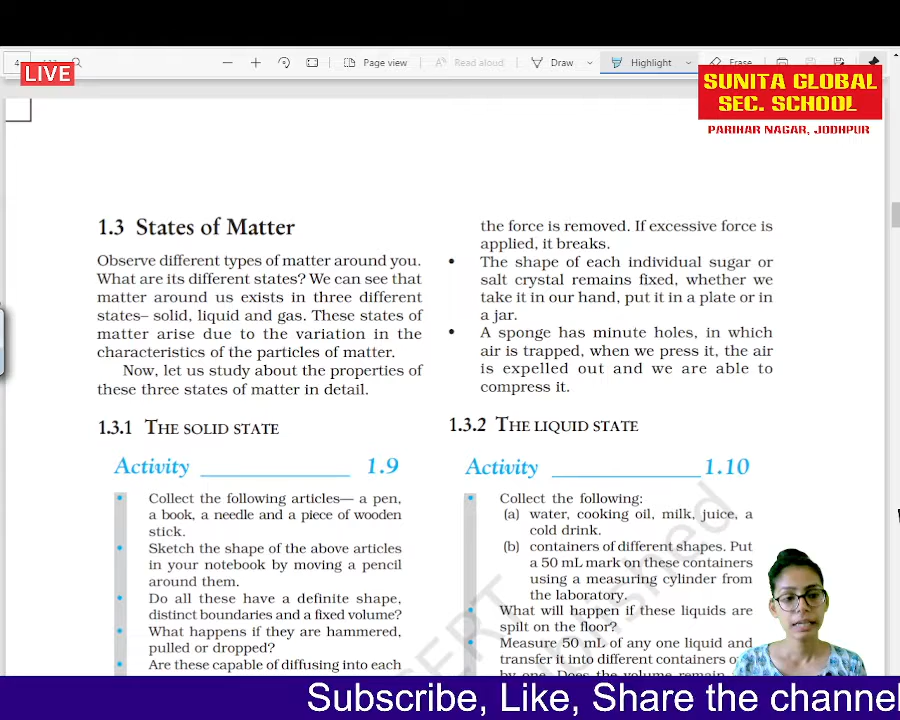 LIVE
4
Page view
Read aloud
Draw
Highlight
Erase
SUNITA GLOBAL
SEC. SCHOOL
PARIHAR NAGAR, JODHPUR
1.3 States of Matter
Observe different types of matter around you.
What are its different states? We can see that
matter around us exists in three different
states– solid, liquid and gas. These states of
matter arise due to the variation in the
characteristics of the particles of matter.
Now, let us study about the properties of
these three states of matter in detail.
1.3.1 THE SOLID STATE
Activity ______________ 1.9
• Collect the following articles— a pen,
a book, a needle and a piece of wooden
stick.
• Sketch the shape of the above articles
in your notebook by moving a pencil
around them.
• Do all these have a definite shape,
distinct boundaries and a fixed volume?
• What happens if they are hammered,
pulled or dropped?
• Are these capable of diffusing into each
the force is removed. If excessive force is
applied, it breaks.
• The shape of each individual sugar or
salt crystal remains fixed, whether we
take it in our hand, put it in a plate or in
a jar.
• A sponge has minute holes, in which
air is trapped, when we press it, the air
is expelled out and we are able to
compress it.
1.3.2 THE LIQUID STATE
Activity ______________ 1.10
• Collect the following:
(a) water, cooking oil, milk, juice, a
cold drink.
(b) containers of different shapes. Put
a 50 mL mark on these containers
using a measuring cylinder from
the laboratory.
• What will happen if these liquids are
spilt on the floor?
• Measure 50 mL of any one liquid and
transfer it into different containers
by one. Does the volume remain
Subscribe, Like, Share the channel